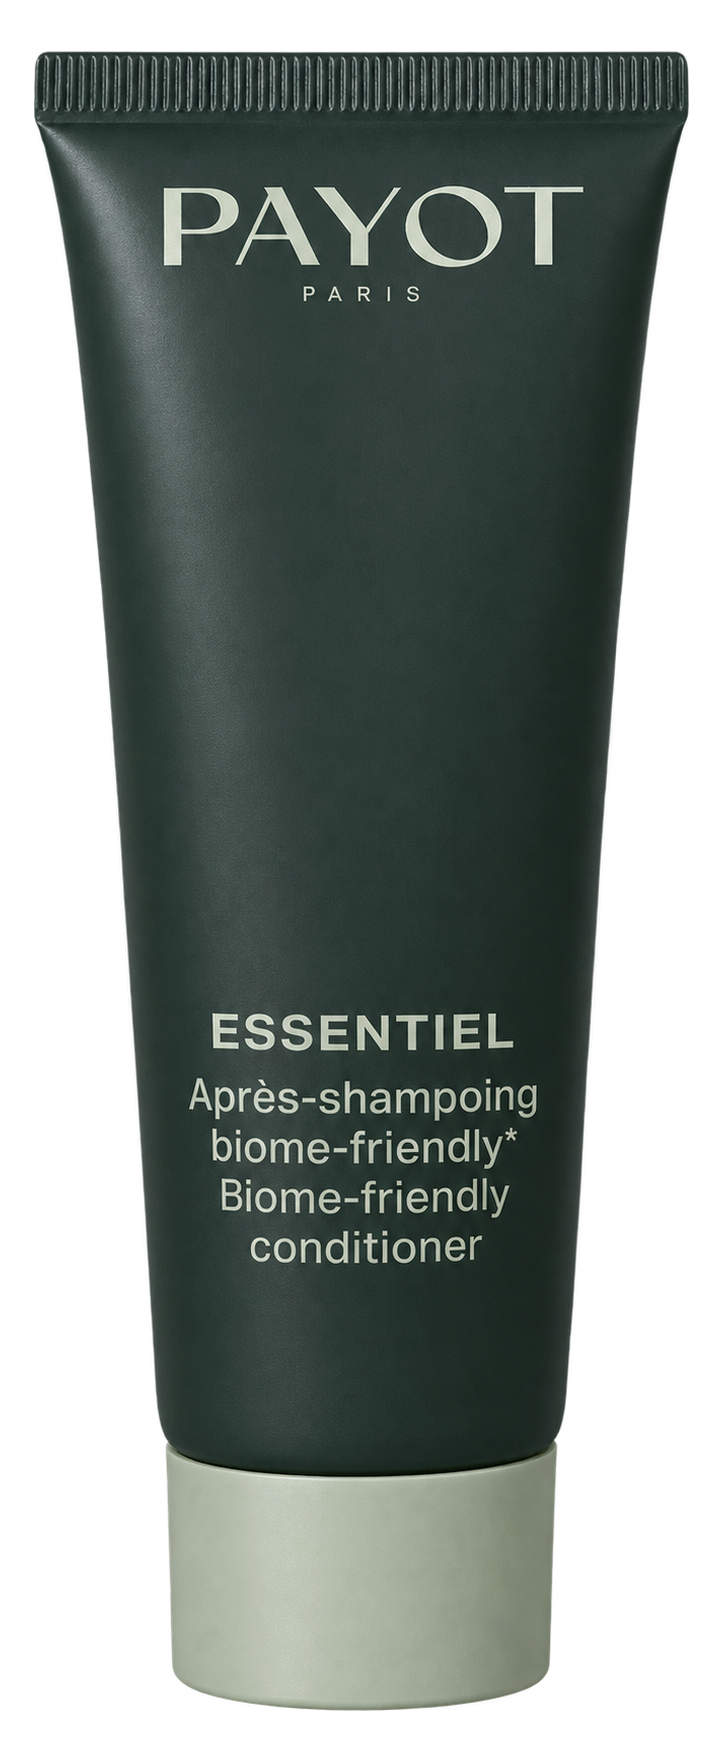 PAYOT
PARIS
ESSENTIEL
Après-shampoing
biome-friendly*
Biome-friendly
conditioner